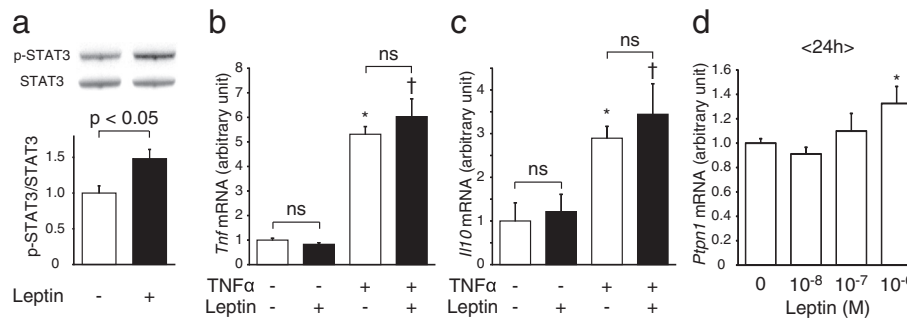 a
p-STAT3
STAT3
p < 0.05
p-STAT3/STAT3
1.5
1.0
0.5
0
Leptin - +
b
Tnf mRNA (arbitrary unit)
8
7
6
5
4
3
2
1
0
ns
ns
*
†
TNFα - - + +
Leptin - + - +
c
Il10 mRNA (arbitrary unit)
4
3
2
1
0
ns
ns
*
†
TNFα - - + +
Leptin - + - +
d
<24h>
Ptpn1 mRNA (arbitrary unit)
1.6
1.4
1.2
1.0
0.8
0.6
0.4
0.2
0
*
0 10⁻⁸ 10⁻⁷
Leptin (M)